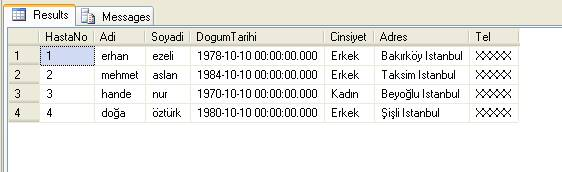 Results Messages
HastaNo Adi Soyadi DogumTarihi Cinsiyet Adres Tel
1 1 erhan ezeli 1978-10-10 00:00:00.000 Erkek Bakırköy Istanbul XXXXX
2 2 mehmet aslan 1984-10-10 00:00:00.000 Erkek Taksim Istanbul XXXXX
3 3 hande nur 1970-10-10 00:00:00.000 Kadın Beyoğlu Istanbul XXXXX
4 4 doğa öztürk 1980-10-10 00:00:00.000 Erkek Şişli Istanbul XXXXX